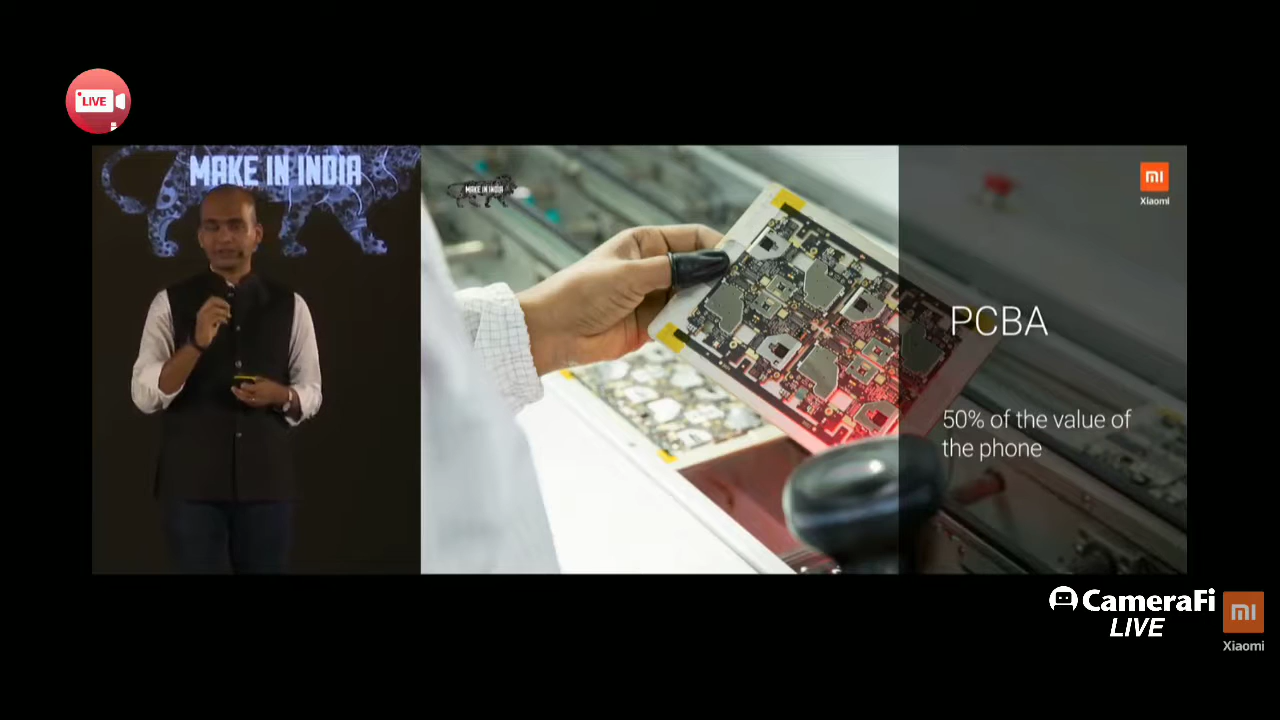 LIVE
MAKE IN INDIA
MAKE IN INDIA
mi
Xiaomi
PCBA
50% of the value of
the phone
CameraFi
LIVE
mi
Xiaomi